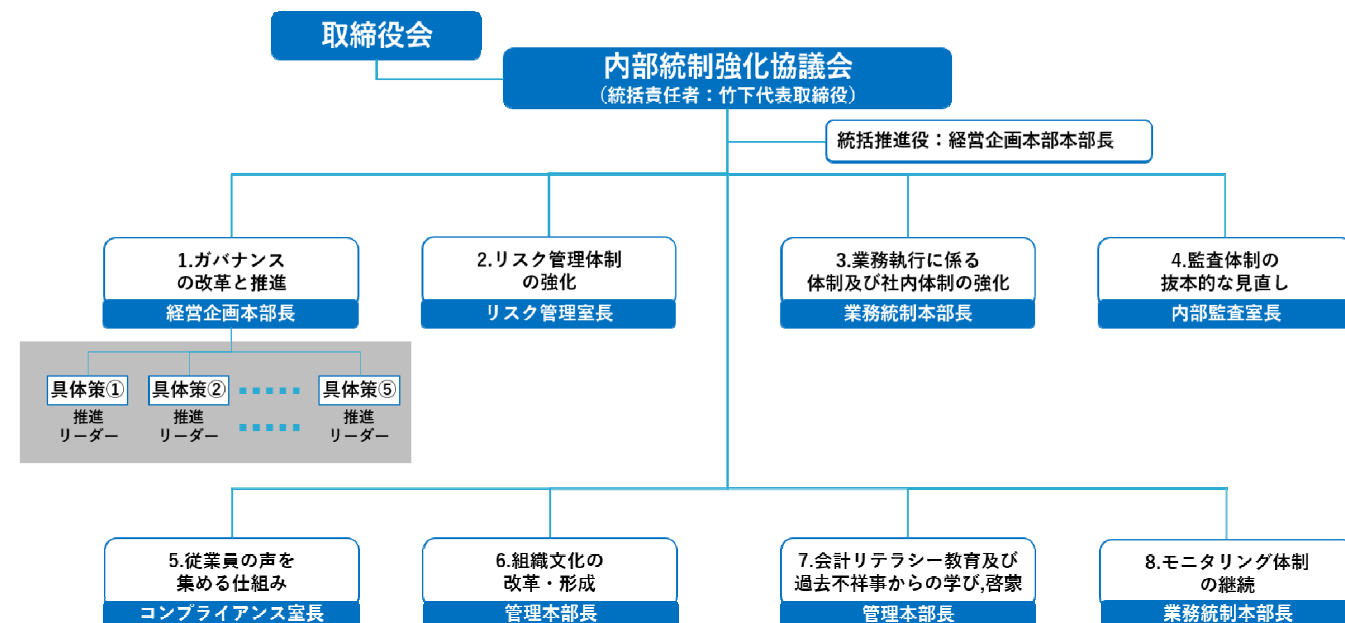 取締役会
内部統制強化協議会
（統括責任者：竹下代表取締役）
統括推進役：経営企画本部本部長
1.ガバナンス
の改革と推進
経営企画本部長
2.リスク管理体制
の強化
リスク管理室長
3.業務執行に係る
体制及び社内体制の強化
業務統制本部長
4.監査体制の
抜本的な見直し
内部監査室長
具体策①
推進
リーダー
具体策②
推進
リーダー
具体策⑤
推進
リーダー
5.従業員の声を
集める仕組み
コンプライアンス室長
6.組織文化の
改革・形成
管理本部長
7.会計リテラシー教育及び
過去不祥事からの学び,啓蒙
管理本部長
8.モニタリング体制
の継続
業務統制本部長